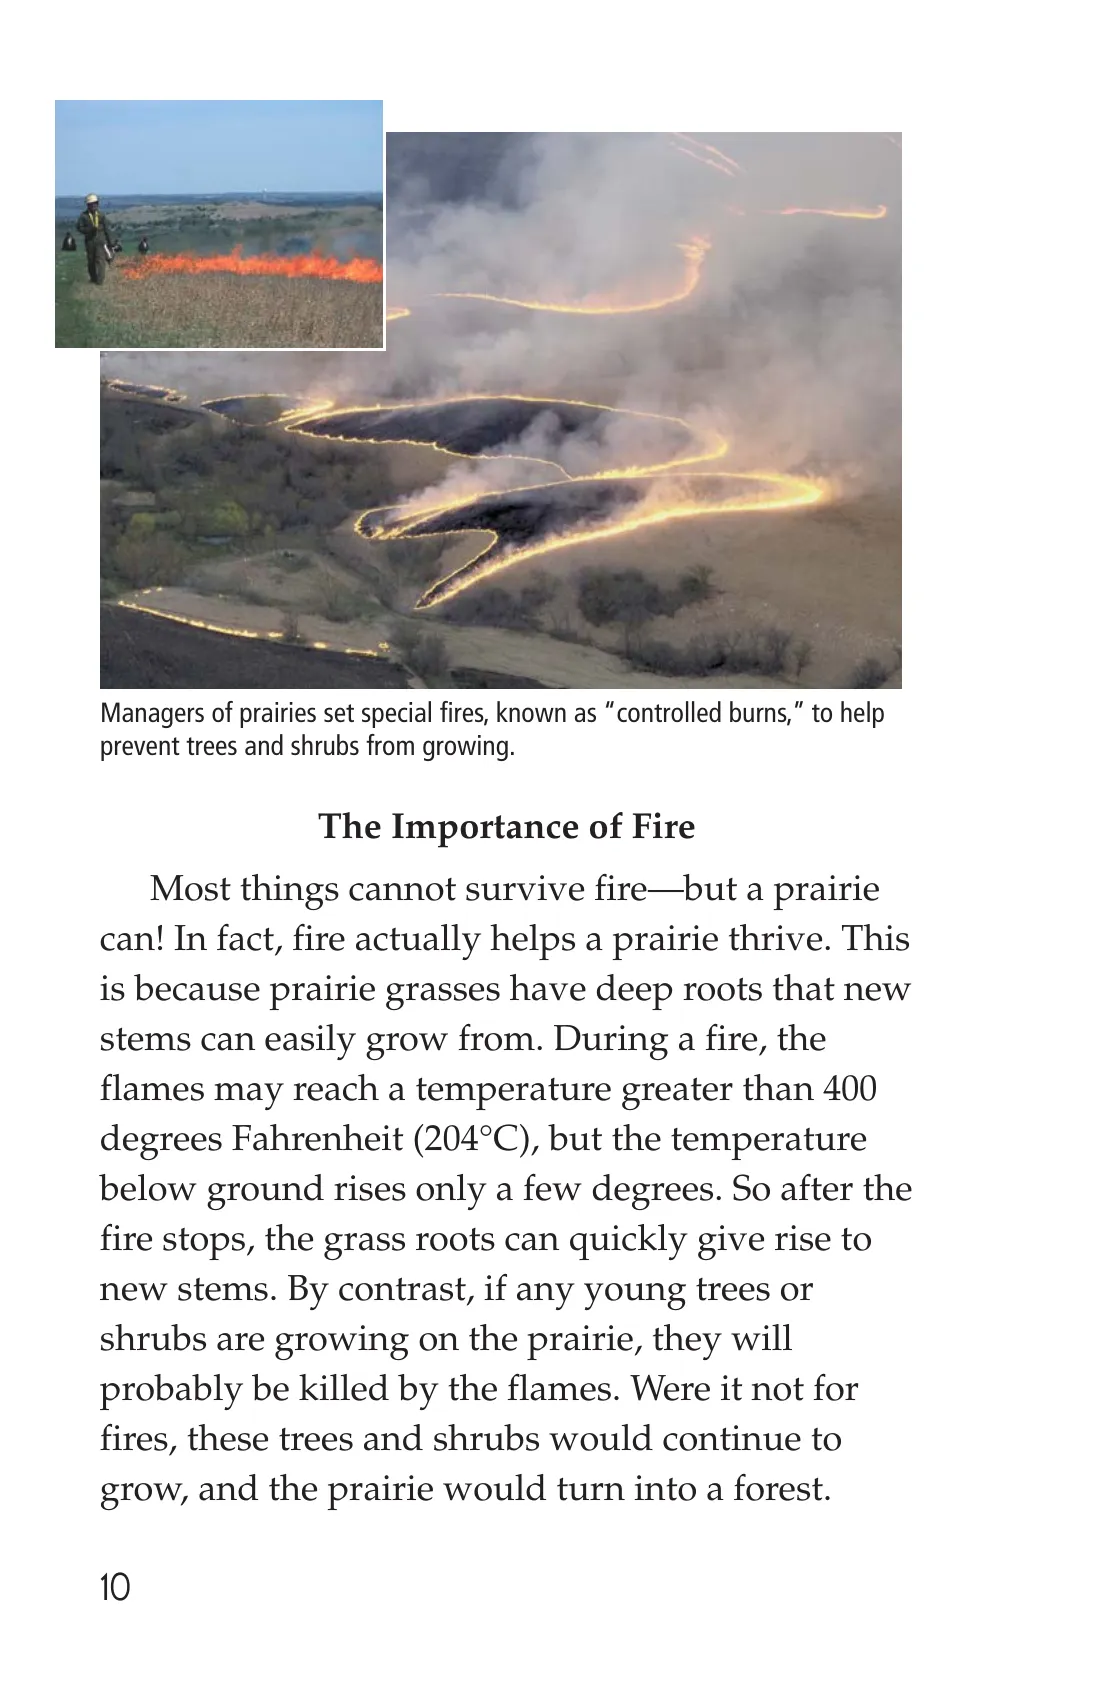 Managers of prairies set special fires, known as “controlled burns,” to help
prevent trees and shrubs from growing.
The Importance of Fire
Most things cannot survive fire—but a prairie
can! In fact, fire actually helps a prairie thrive. This
is because prairie grasses have deep roots that new
stems can easily grow from. During a fire, the
flames may reach a temperature greater than 400
degrees Fahrenheit (204°C), but the temperature
below ground rises only a few degrees. So after the
fire stops, the grass roots can quickly give rise to
new stems. By contrast, if any young trees or
shrubs are growing on the prairie, they will
probably be killed by the flames. Were it not for
fires, these trees and shrubs would continue to
grow, and the prairie would turn into a forest.
10